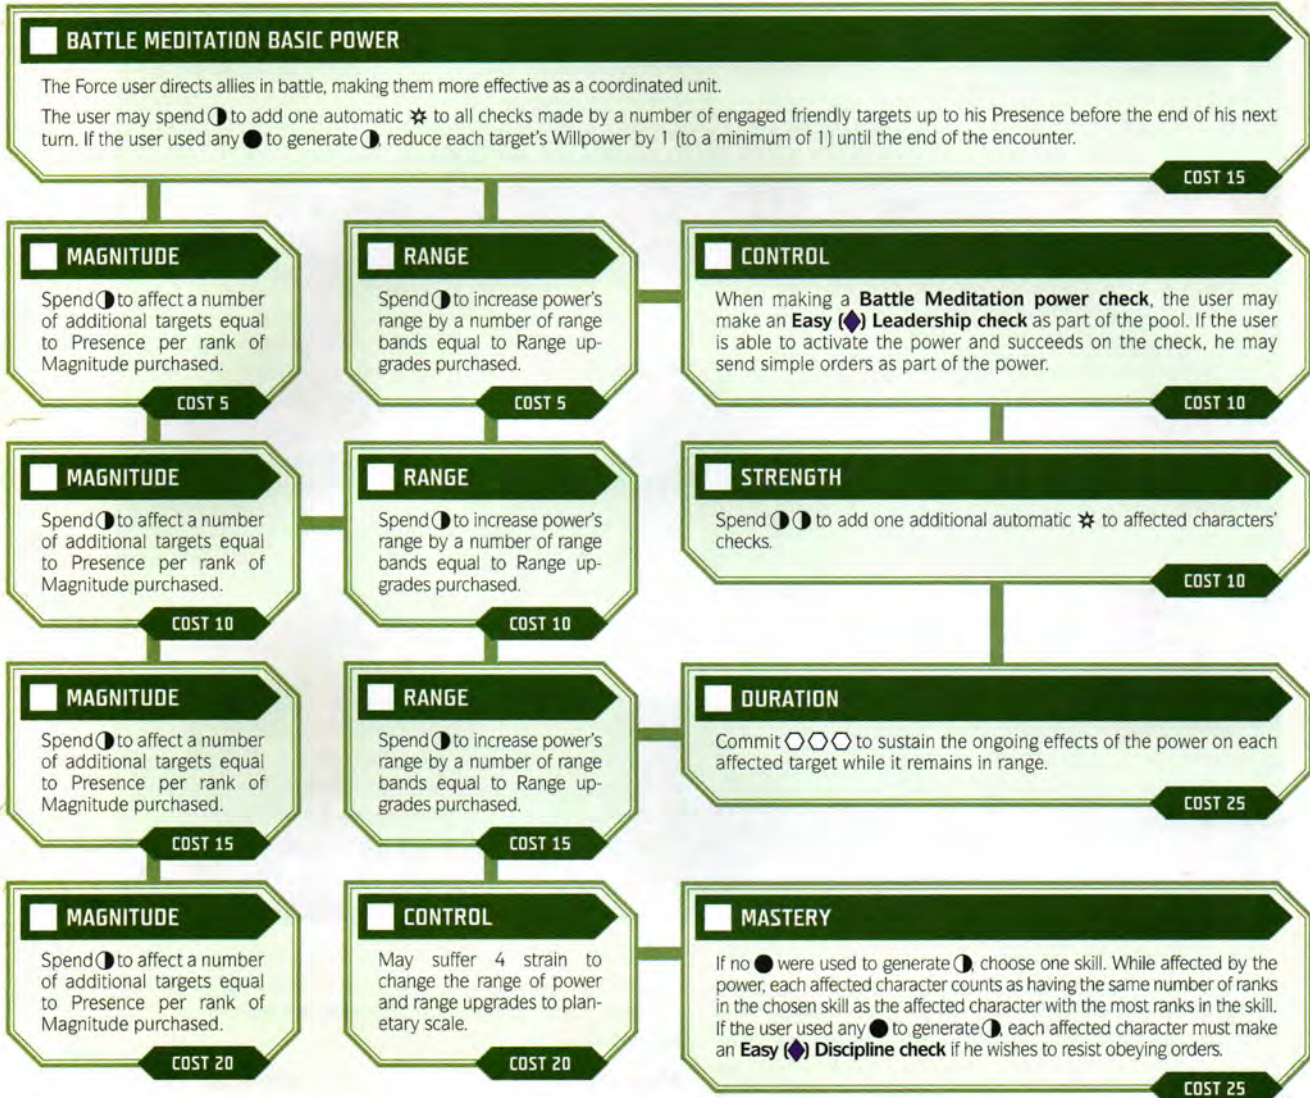 BATTLE MEDITATION BASIC POWER
The Force user directs allies in battle, making them more effective as a coordinated unit.
The user may spend ◑ to add one automatic ✡ to all checks made by a number of engaged friendly targets up to his Presence before the end of his next
turn. If the user used any ● to generate ◑, reduce each target's Willpower by 1 (to a minimum of 1) until the end of the encounter.
COST 15
MAGNITUDE
Spend ◑ to affect a number
of additional targets equal
to Presence per rank of
Magnitude purchased.
COST 5
RANGE
Spend ◑ to increase power's
range by a number of range
bands equal to Range up-
grades purchased.
COST 5
CONTROL
When making a Battle Meditation power check, the user may
make an Easy (◆) Leadership check as part of the pool. If the user
is able to activate the power and succeeds on the check, he may
send simple orders as part of the power.
COST 10
MAGNITUDE
Spend ◑ to affect a number
of additional targets equal
to Presence per rank of
Magnitude purchased.
COST 10
RANGE
Spend ◑ to increase power's
range by a number of range
bands equal to Range up-
grades purchased.
COST 10
STRENGTH
Spend ◑◑ to add one additional automatic ✡ to affected characters'
checks.
COST 10
MAGNITUDE
Spend ◑ to affect a number
of additional targets equal
to Presence per rank of
Magnitude purchased.
COST 15
RANGE
Spend ◑ to increase power's
range by a number of range
bands equal to Range up-
grades purchased.
COST 15
DURATION
Commit ⬡⬡⬡ to sustain the ongoing effects of the power on each
affected target while it remains in range.
COST 25
MAGNITUDE
Spend ◑ to affect a number
of additional targets equal
to Presence per rank of
Magnitude purchased.
COST 20
CONTROL
May suffer 4 strain to
change the range of power
and range upgrades to plan-
etary scale.
COST 20
MASTERY
If no ● were used to generate ◑, choose one skill. While affected by the
power, each affected character counts as having the same number of ranks
in the chosen skill as the affected character with the most ranks in the skill.
If the user used any ● to generate ◑, each affected character must make
an Easy (◆) Discipline check if he wishes to resist obeying orders.
COST 25